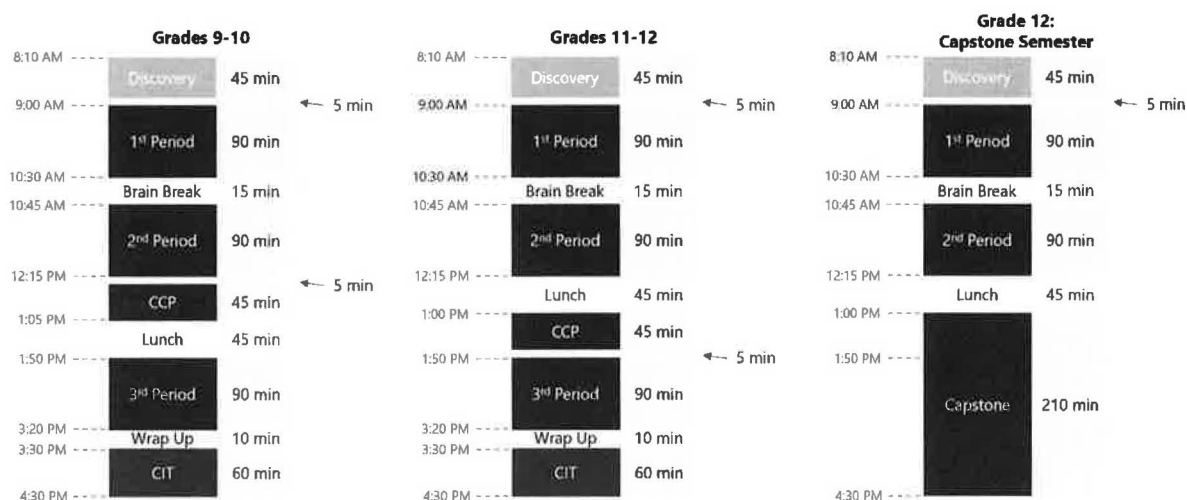 Grades 9-10
8:10 AM
Discovery
45 min
9:00 AM
5 min
1st Period
90 min
10:30 AM
Brain Break
15 min
10:45 AM
2nd Period
90 min
12:15 PM
5 min
CCP
45 min
1:05 PM
Lunch
45 min
1:50 PM
3rd Period
90 min
3:20 PM
Wrap Up
10 min
3:30 PM
CIT
60 min
4:30 PM
Grades 11-12
8:10 AM
Discovery
45 min
9:00 AM
5 min
1st Period
90 min
10:30 AM
Brain Break
15 min
10:45 AM
2nd Period
90 min
12:15 PM
Lunch
45 min
1:00 PM
CCP
45 min
1:50 PM
5 min
3rd Period
90 min
3:20 PM
Wrap Up
10 min
3:30 PM
CIT
60 min
4:30 PM
Grade 12:
Capstone Semester
8:10 AM
Discovery
45 min
9:00 AM
5 min
1st Period
90 min
10:30 AM
Brain Break
15 min
10:45 AM
2nd Period
90 min
12:15 PM
Lunch
45 min
1:00 PM
1:50 PM
Capstone
210 min
4:30 PM